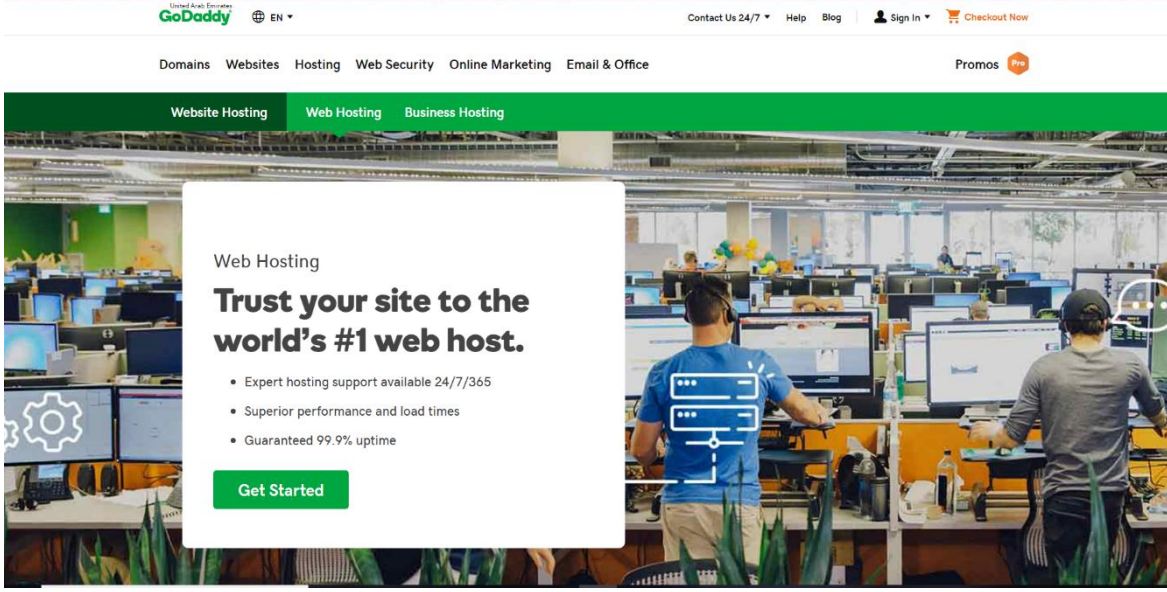 United Arab Emirates
GoDaddy EN
Contact Us 24/7 Help Blog Sign In Checkout Now
Domains Websites Hosting Web Security Online Marketing Email & Office Promos Pro
Website Hosting Web Hosting Business Hosting
Web Hosting
Trust your site to the
world's #1 web host.
Expert hosting support available 24/7/365
Superior performance and load times
Guaranteed 99.9% uptime
Get Started